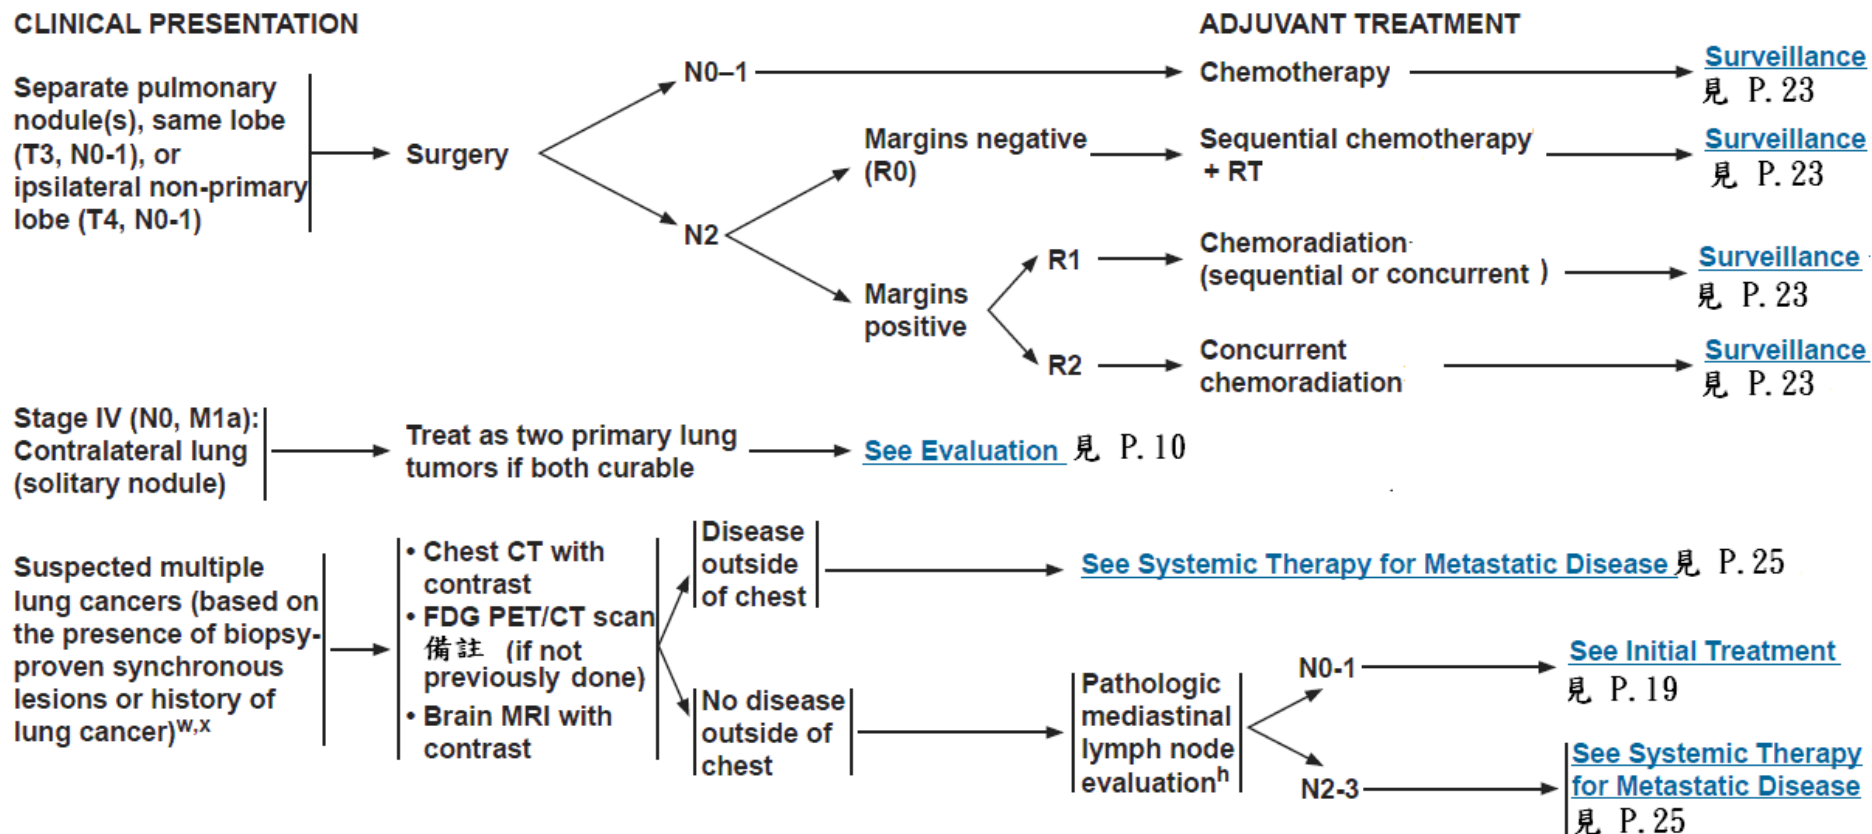 CLINICAL PRESENTATION
ADJUVANT TREATMENT
Separate pulmonary
nodule(s), same lobe
(T3, N0-1), or
ipsilateral non-primary
lobe (T4, N0-1)
Surgery
N0–1
Chemotherapy
Surveillance
見 P.23
N2
Margins negative
(R0)
Sequential chemotherapy
+ RT
Surveillance
見 P.23
Margins
positive
R1
Chemoradiation
(sequential or concurrent )
Surveillance
見 P.23
R2
Concurrent
chemoradiation
Surveillance
見 P.23
Stage IV (N0, M1a):
Contralateral lung
(solitary nodule)
Treat as two primary lung
tumors if both curable
See Evaluation 見 P.10
Suspected multiple
lung cancers (based on
the presence of biopsy-
proven synchronous
lesions or history of
lung cancer)w,x
• Chest CT with
contrast
• FDG PET/CT scan
備註 (if not
previously done)
• Brain MRI with
contrast
Disease
outside
of chest
See Systemic Therapy for Metastatic Disease 見 P.25
No disease
outside of
chest
Pathologic
mediastinal
lymph node
evaluationh
N0-1
See Initial Treatment
見 P.19
N2-3
See Systemic Therapy
for Metastatic Disease
見 P.25